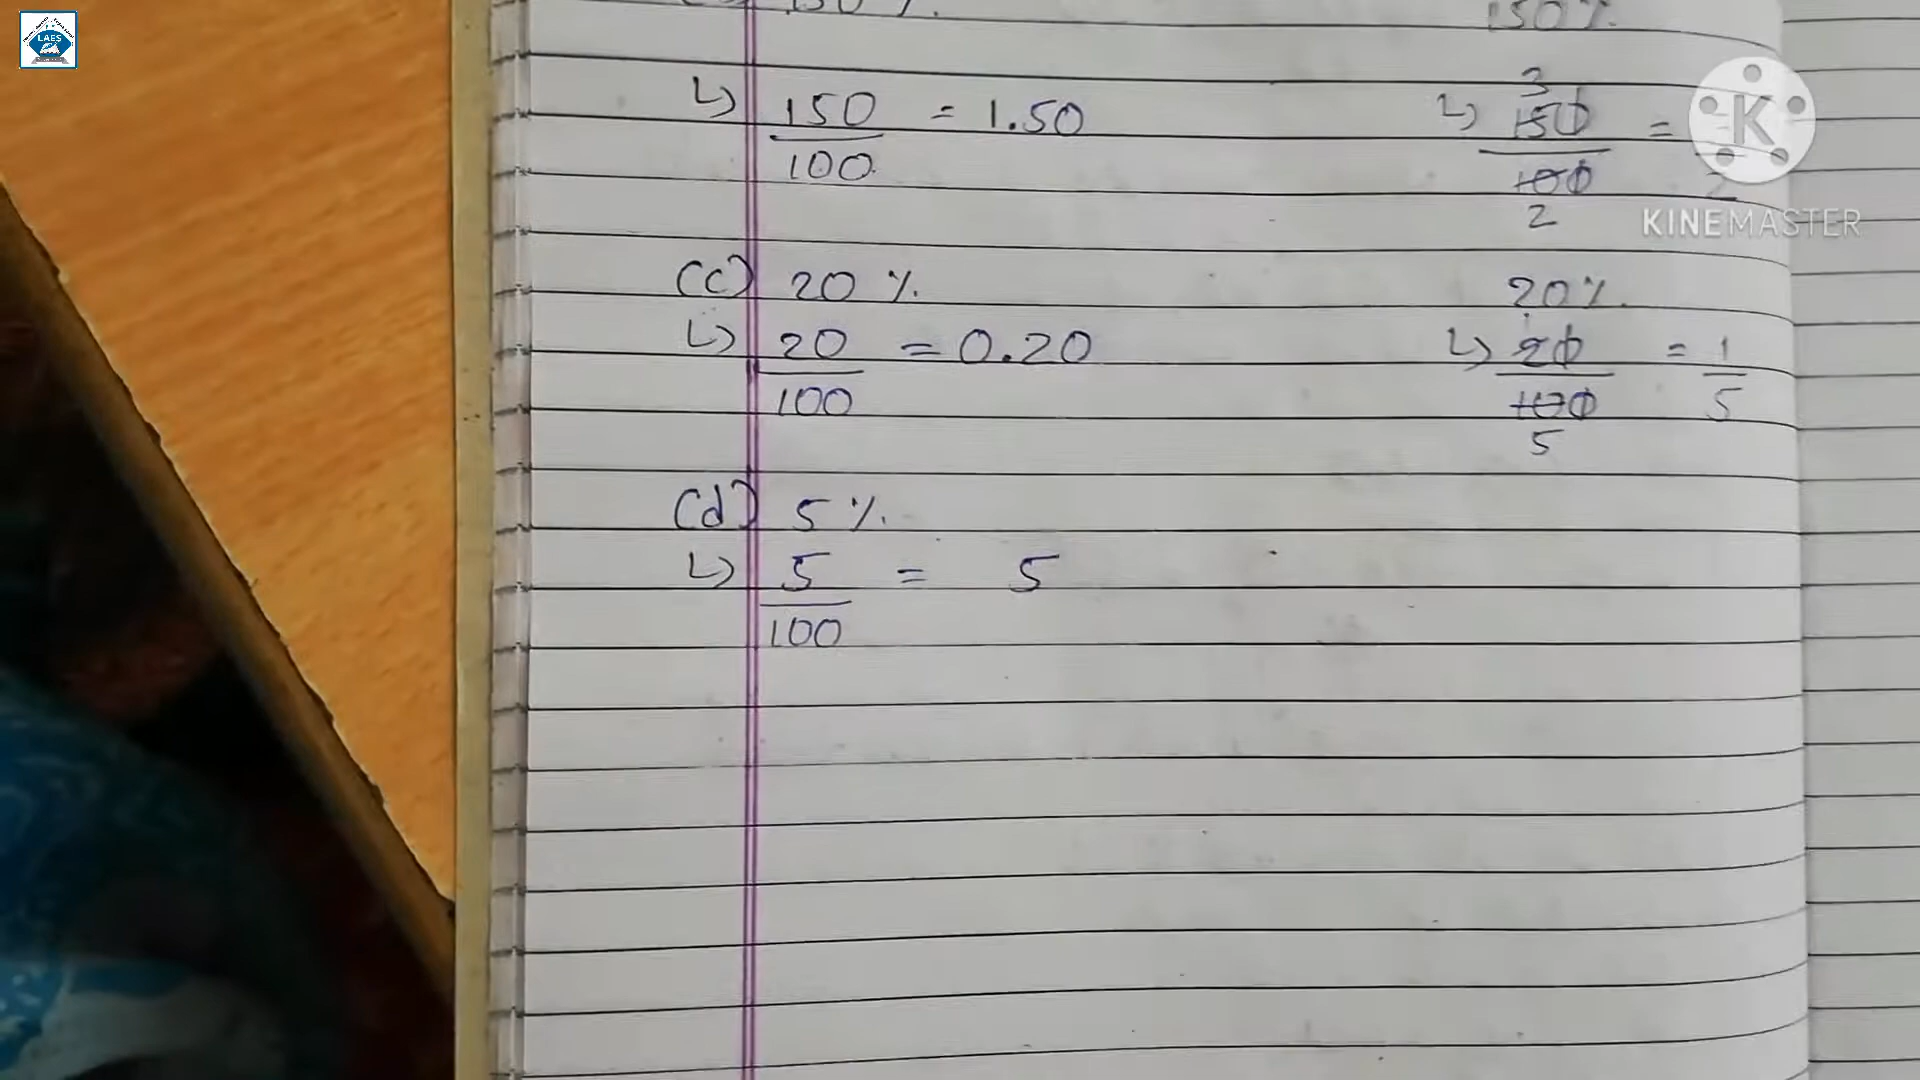 LAES
150 %. 150 %.
↳ 150/100 = 1.50 ↳ 150/100 = 3 2
K
KINEMASTER
(c) 20 %. 20 %.
↳ 20/100 = 0.20 ↳ 20/100 = 1/5 5
(d) 5 %.
↳ 5/100 = 5